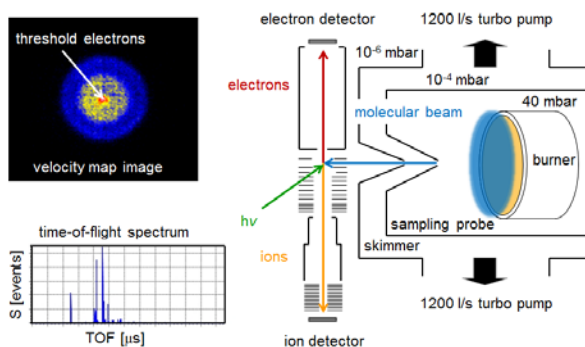 threshold electrons
velocity map image
time-of-flight spectrum
S [events]
TOF [μs]
electron detector
1200 l/s turbo pump
10⁻⁶ mbar
10⁻⁴ mbar
electrons
molecular beam
40 mbar
burner
hν
sampling probe
ions
skimmer
1200 l/s turbo pump
ion detector